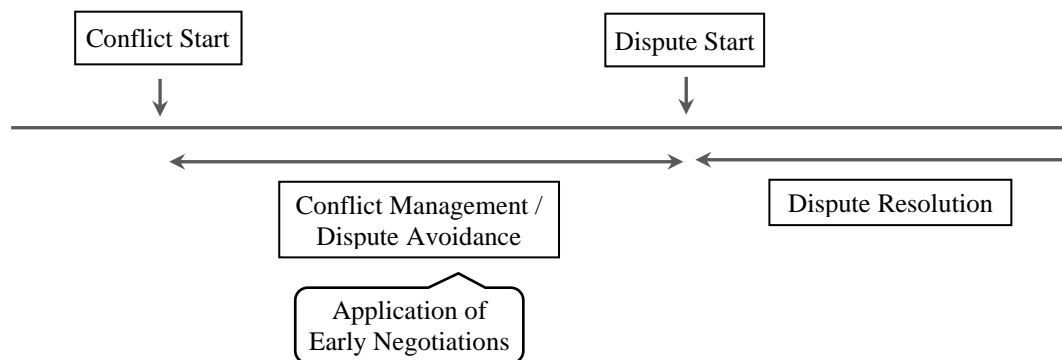 Conflict Start
Dispute Start
Conflict Management /
Dispute Avoidance
Dispute Resolution
Application of
Early Negotiations